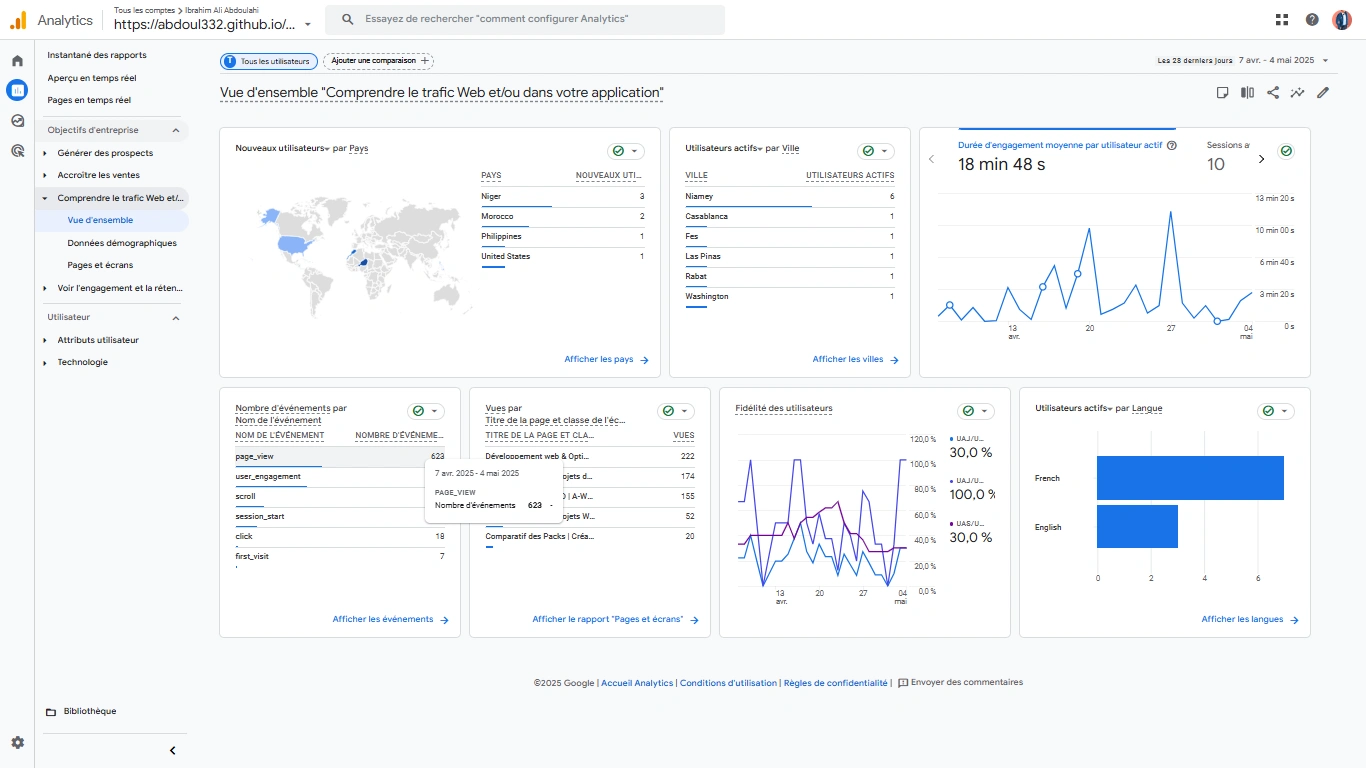 Analytics
Tous les comptes > Ibrahim Ali Abdoulahi
https://abdoul332.github.io/...
Essayez de rechercher "comment configurer Analytics"
Instantané des rapports
Aperçu en temps réel
Pages en temps réel
Objectifs d'entreprise
Générer des prospects
Accroître les ventes
Comprendre le trafic Web et/...
Vue d'ensemble
Données démographiques
Pages et écrans
Voir l'engagement et la réten...
Utilisateur
Attributs utilisateur
Technologie
Bibliothèque
T Tous les utilisateurs
Ajouter une comparaison
Les 28 derniers jours 7 avr. - 4 mai 2025
Vue d'ensemble "Comprendre le trafic Web et/ou dans votre application"
Nouveaux utilisateurs par Pays
PAYS NOUVEAUX UTI...
Niger 3
Morocco 2
Philippines 1
United States 1
Afficher les pays
Utilisateurs actifs par Ville
VILLE UTILISATEURS ACTIFS
Niamey 6
Casablanca 1
Fes 1
Las Pinas 1
Rabat 1
Washington 1
Afficher les villes
Durée d'engagement moyenne par utilisateur actif
18 min 48 s
Sessions a
10
13 min 20 s
10 min 00 s
6 min 40 s
3 min 20 s
0 s
13 avr.
20
27
04 mai
Nombre d'événements par
Nom de l'événement
NOM DE L'ÉVÉNEMENT NOMBRE D'ÉVÉNEME...
page_view 623
user_engagement
scroll
session_start
click 18
first_visit 7
Afficher les événements
7 avr. 2025 - 4 mai 2025
PAGE_VIEW
Nombre d'événements 623 -
Vues par
Titre de la page et classe de l'éc...
TITRE DE LA PAGE ET CLA... VUES
Développement web & Opti... 222
ojets d... 174
| A-W... 155
ojets W... 52
Comparatif des Packs | Créa... 20
Afficher le rapport "Pages et écrans"
Fidélité des utilisateurs
120,0 %
100,0 %
80,0 %
60,0 %
40,0 %
20,0 %
0,0 %
13 avr.
20
27
04 mai
UAJ/U...
30,0 %
UAJ/U...
100,0 %
UAS/U...
30,0 %
Utilisateurs actifs par Langue
French
English
0 2 4 6
Afficher les langues
©2025 Google | Accueil Analytics | Conditions d'utilisation | Règles de confidentialité | Envoyer des commentaires